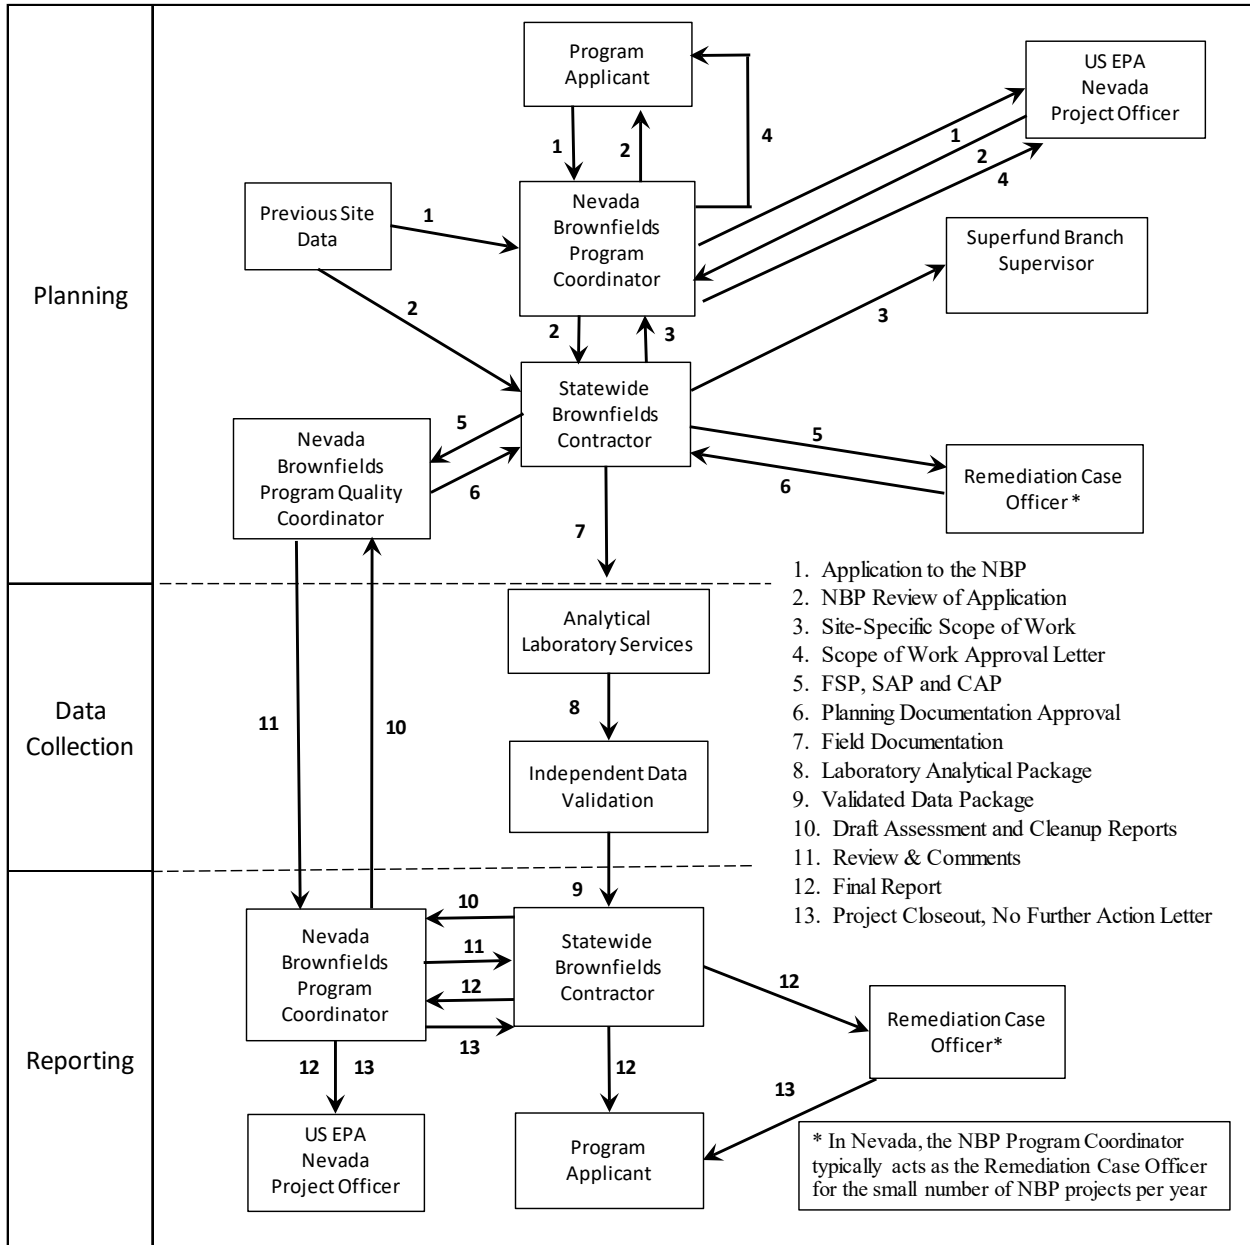 Planning
Program
Applicant
US EPA
Nevada
Project Officer
1
2
4
1
2
4
Previous Site
Data
1
Nevada
Brownfields
Program
Coordinator
Superfund Branch
Supervisor
2
2
3
3
Statewide
Brownfields
Contractor
Nevada
Brownfields
Program Quality
Coordinator
5
6
5
6
Remediation Case
Officer *
7
Data
Collection
Analytical
Laboratory Services
8
Independent Data
Validation
11
10
1. Application to the NBP
2. NBP Review of Application
3. Site-Specific Scope of Work
4. Scope of Work Approval Letter
5. FSP, SAP and CAP
6. Planning Documentation Approval
7. Field Documentation
8. Laboratory Analytical Package
9. Validated Data Package
10. Draft Assessment and Cleanup Reports
11. Review & Comments
12. Final Report
13. Project Closeout, No Further Action Letter
Reporting
9
Nevada
Brownfields
Program
Coordinator
10
11
12
13
Statewide
Brownfields
Contractor
12
Remediation Case
Officer*
12 13
12
13
US EPA
Nevada
Project Officer
Program
Applicant
* In Nevada, the NBP Program Coordinator
typically acts as the Remediation Case Officer
for the small number of NBP projects per year